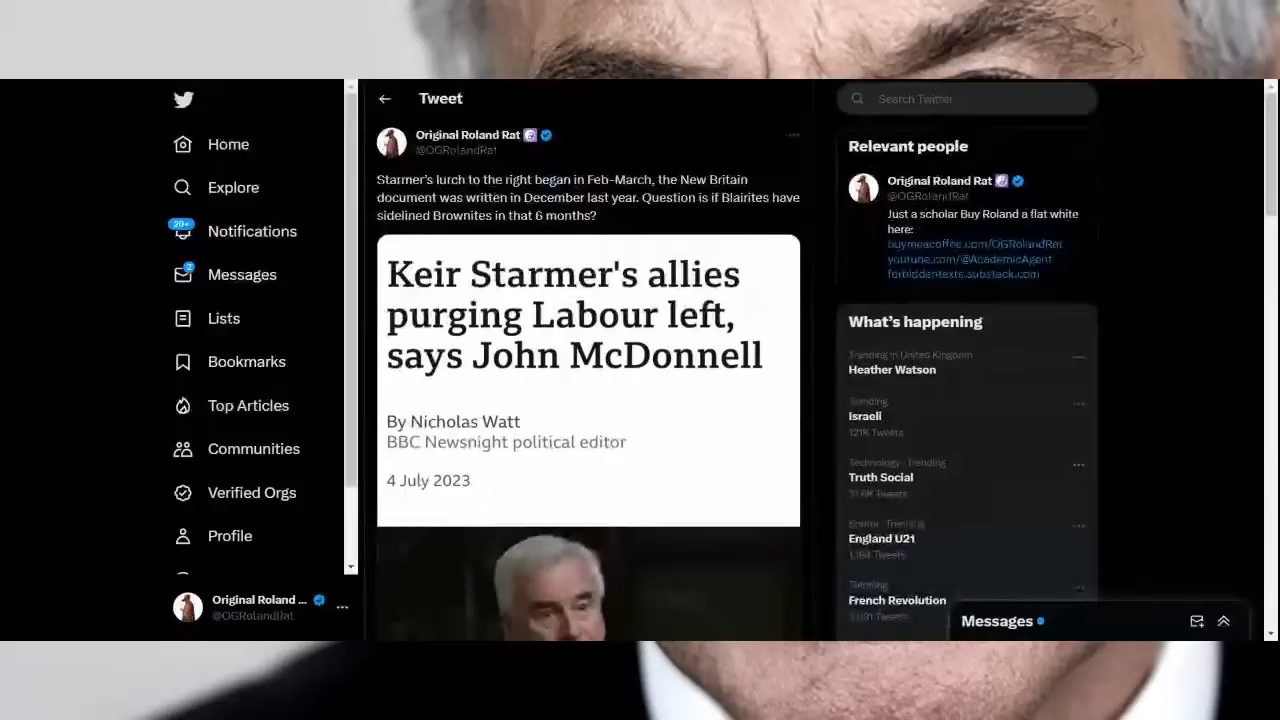 Tweet
Search Twitter
Home
Explore
20+
Notifications
2
Messages
Lists
Bookmarks
Top Articles
Communities
Verified Orgs
Profile
Original Roland ...
@OGRolandRat
Original Roland Rat
@OGRolandRat
Starmer's lurch to the right began in Feb-March, the New Britain
document was written in December last year. Question is if Blairites have
sidelined Brownites in that 6 months?
Keir Starmer's allies
purging Labour left,
says John McDonnell
By Nicholas Watt
BBC Newsnight political editor
4 July 2023
Relevant people
Original Roland Rat
@OGRolandRat
Just a scholar Buy Roland a flat white
here:
buymeacoffee.com/OGRolandRat
youtube.com/@AcademicAgent
forbiddentexts.substack.com
What's happening
Trending in United Kingdom
Heather Watson
Trending
Israeli
121K Tweets
Technology · Trending
Truth Social
Tweets
Trending
England U21
Tweets
Trending
French Revolution
Tweets
Messages